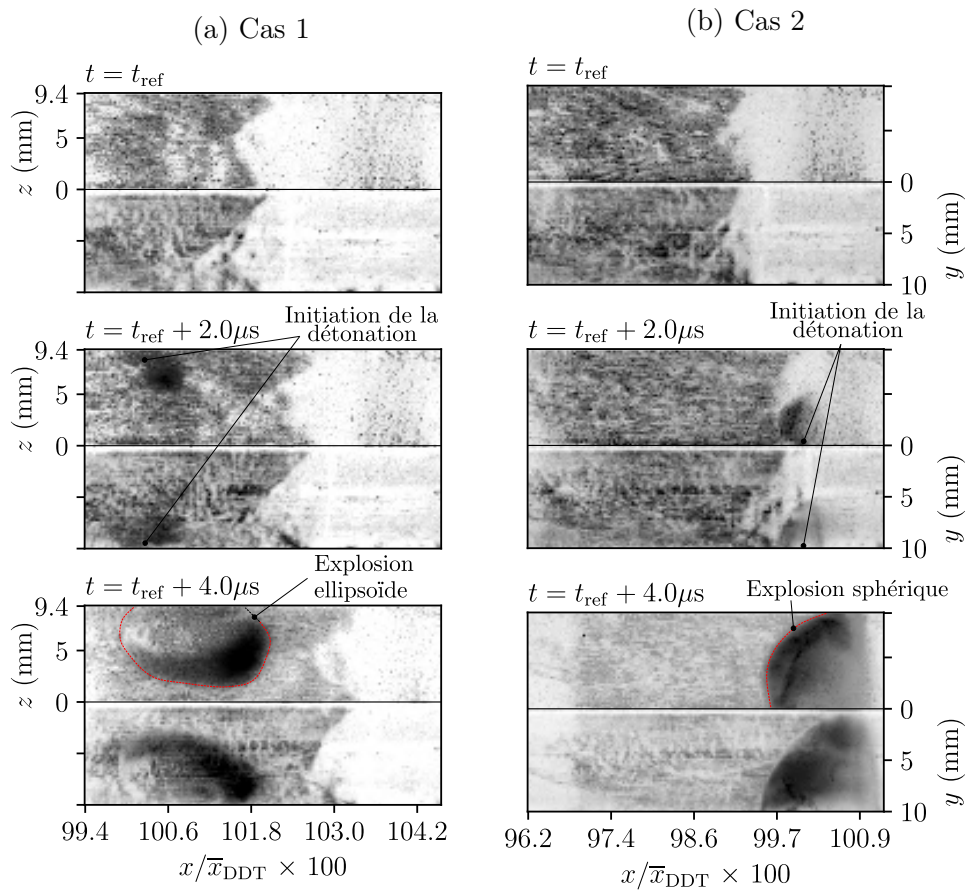 (a) Cas 1
(b) Cas 2
t = t_ref
9.4
5
0
z (mm)
t = t_ref
0
5
10
y (mm)
Initiation de la
détonation
t = t_ref + 2.0μs
9.4
5
0
z (mm)
Initiation de la
détonation
t = t_ref + 2.0μs
0
5
10
y (mm)
Explosion
ellipsoïde
t = t_ref + 4.0μs
9.4
5
0
z (mm)
99.4 100.6 101.8 103.0 104.2
x/x̅_DDT × 100
Explosion sphérique
t = t_ref + 4.0μs
0
5
10
y (mm)
96.2 97.4 98.6 99.7 100.9
x/x̅_DDT × 100